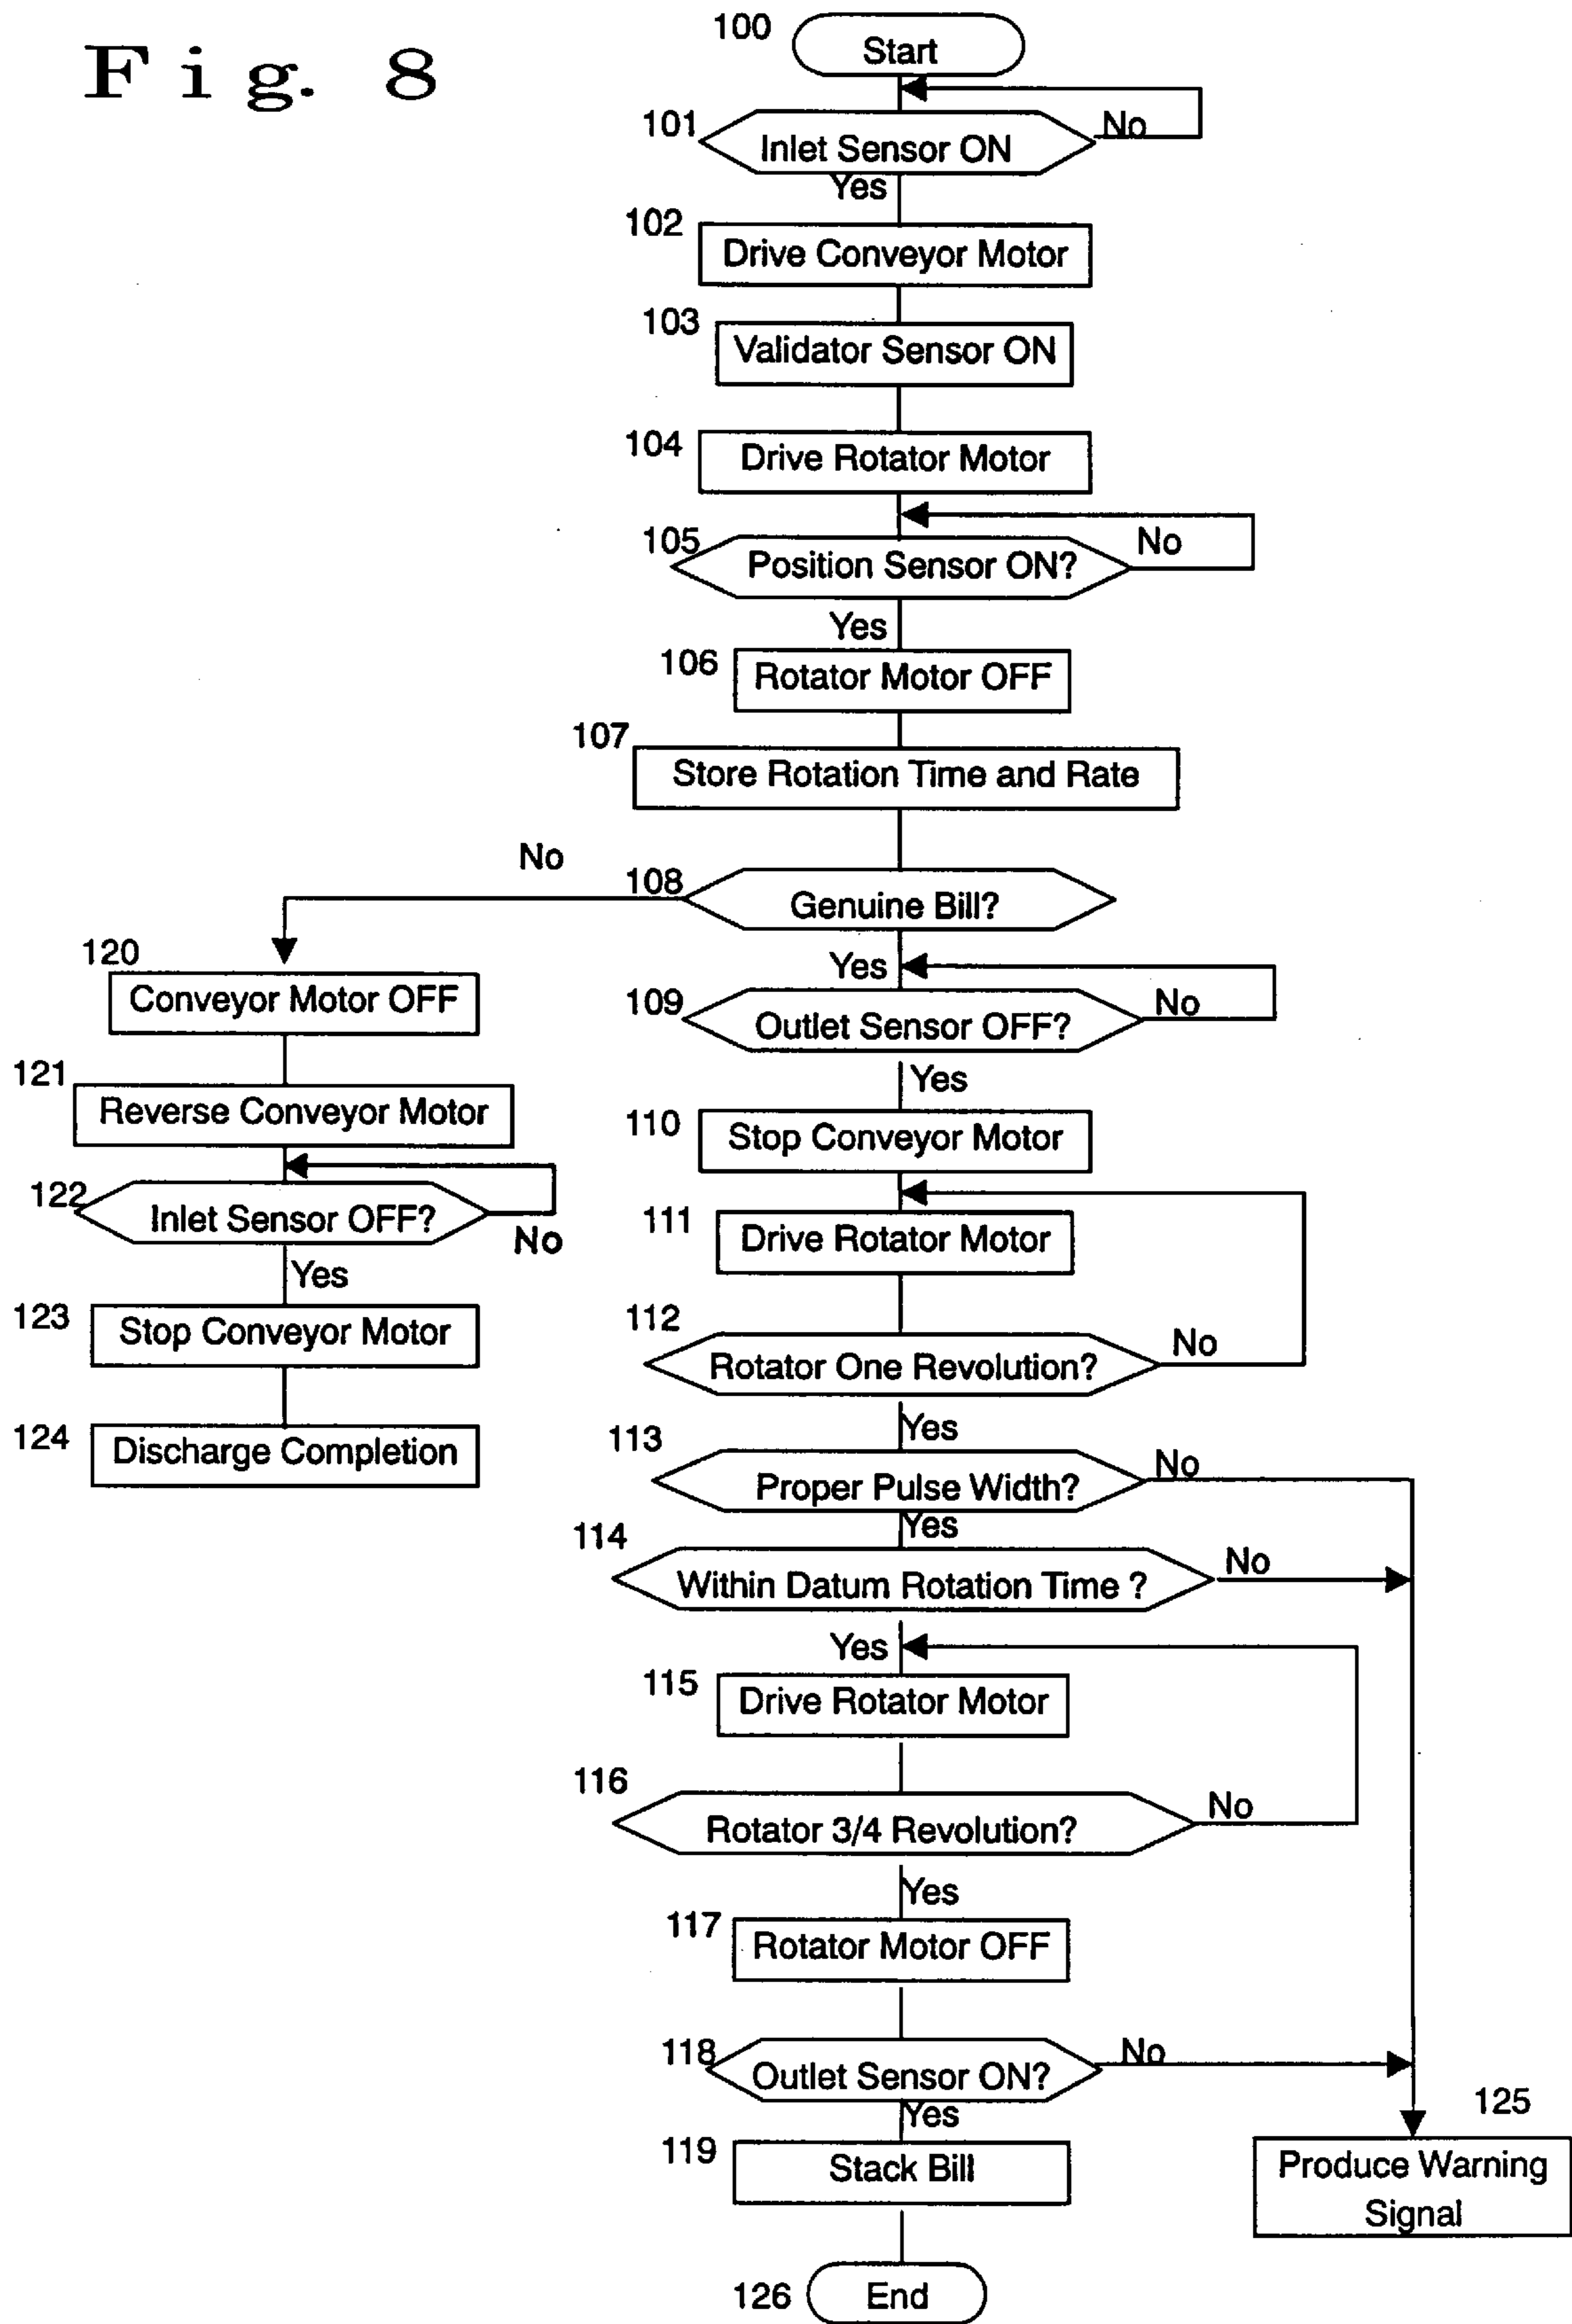 Fig. 8
100
Start
101
Inlet Sensor ON
No
Yes
102
Drive Conveyor Motor
103
Validator Sensor ON
104
Drive Rotator Motor
105
Position Sensor ON?
No
Yes
106
Rotator Motor OFF
107
Store Rotation Time and Rate
No
108
Genuine Bill?
Yes
109
Outlet Sensor OFF?
No
Yes
110
Stop Conveyor Motor
111
Drive Rotator Motor
112
Rotator One Revolution?
No
Yes
113
Proper Pulse Width?
No
Yes
114
Within Datum Rotation Time ?
No
Yes
115
Drive Rotator Motor
116
Rotator 3/4 Revolution?
No
Yes
117
Rotator Motor OFF
118
Outlet Sensor ON?
No
Yes
119
Stack Bill
126
End
120
Conveyor Motor OFF
121
Reverse Conveyor Motor
122
Inlet Sensor OFF?
No
Yes
123
Stop Conveyor Motor
124
Discharge Completion
125
Produce Warning
Signal